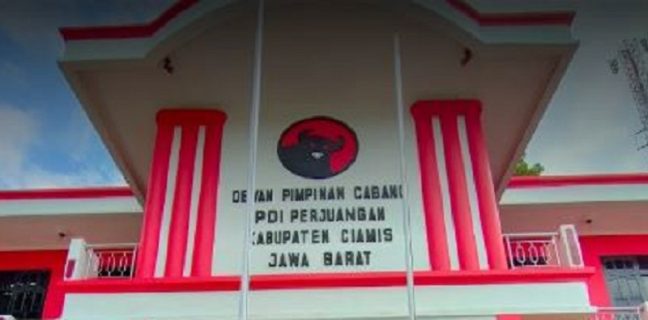 DEWAN PIMPINAN CABANG
PDI PERJUANGAN
KABUPATEN CIAMIS
JAWA BARAT